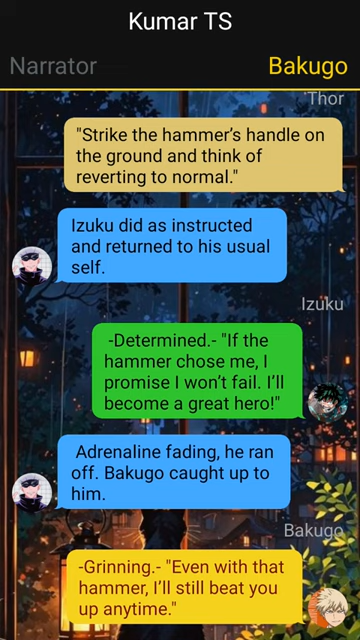 Kumar TS
Narrator
Bakugo
Thor
"Strike the hammer’s handle on
the ground and think of
reverting to normal."
Izuku did as instructed
and returned to his usual
self.
Izuku
-Determined.- "If the
hammer chose me, I
promise I won’t fail. I’ll
become a great hero!"
Adrenaline fading, he ran
off. Bakugo caught up to
him.
Bakugo
-Grinning.- "Even with that
hammer, I’ll still beat you
up anytime."